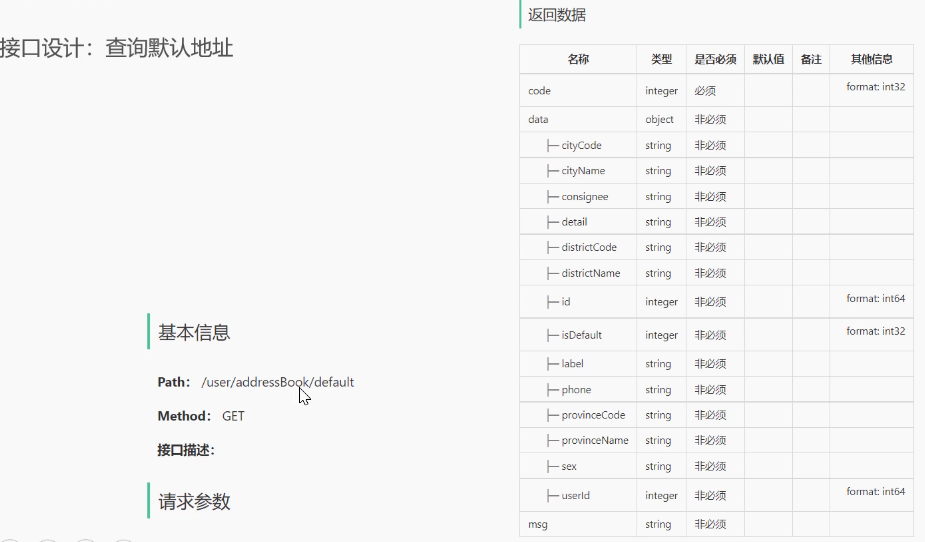 接口设计：查询默认地址
基本信息
Path： /user/addressBook/default
Method： GET
接口描述：
请求参数
返回数据
名称 类型 是否必须 默认值 备注 其他信息
code integer 必须 format: int32
data object 非必须
├─ cityCode string 非必须
├─ cityName string 非必须
├─ consignee string 非必须
├─ detail string 非必须
├─ districtCode string 非必须
├─ districtName string 非必须
├─ id integer 非必须 format: int64
├─ isDefault integer 非必须 format: int32
├─ label string 非必须
├─ phone string 非必须
├─ provinceCode string 非必须
├─ provinceName string 非必须
├─ sex string 非必须
├─ userId integer 非必须 format: int64
msg string 非必须